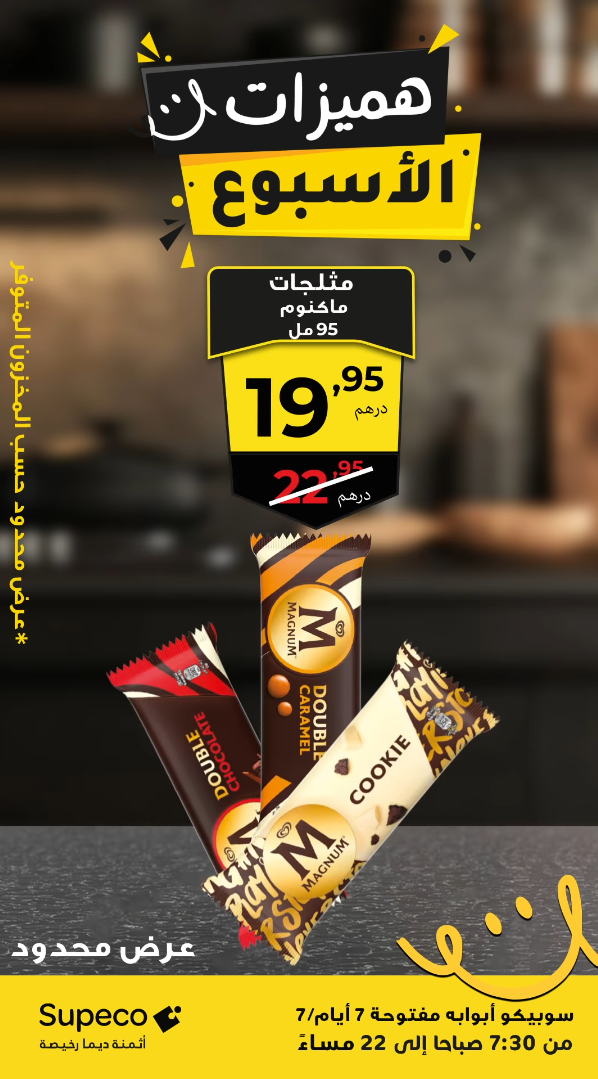 هميزات
الأسبوع
مثلجات
ماكنوم
95 مل
19,95
درهم
22,95
درهم
*عرض محدود حسب المخزون المتوفر
M
MAGNUM
DOUBLE
CARAMEL
DOUBLE
CHOCOLATE
COOKIE
M
MAGNUM
عرض محدود
سوبيكو أبوابه مفتوحة 7 أيام/7
من 7:30 صباحا إلى 22 مساءً
Supeco
أثمنة ديما رخيصة